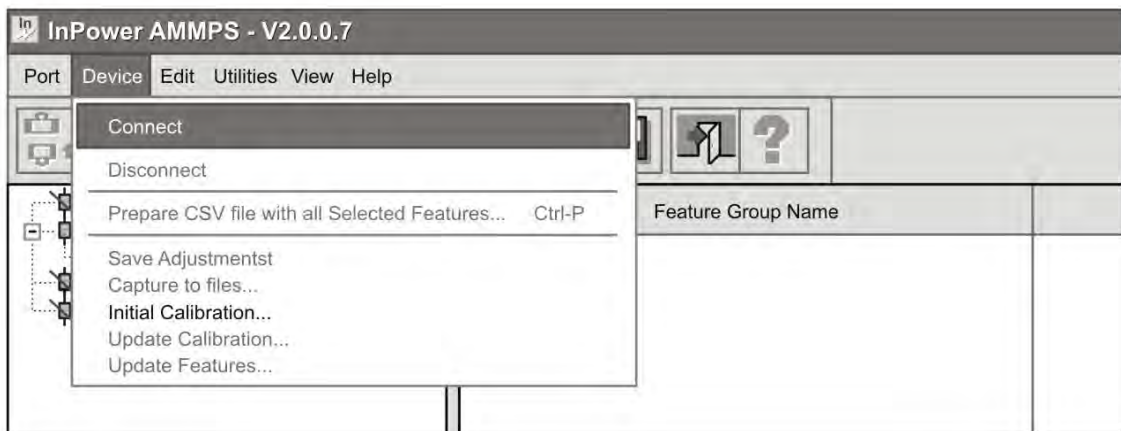 In
InPower AMMPS - V2.0.0.7
Port Device Edit Utilities View Help
Connect
Disconnect
Prepare CSV file with all Selected Features... Ctrl-P
Feature Group Name
Save Adjustmentst
Capture to files...
Initial Calibration...
Update Calibration...
Update Features...